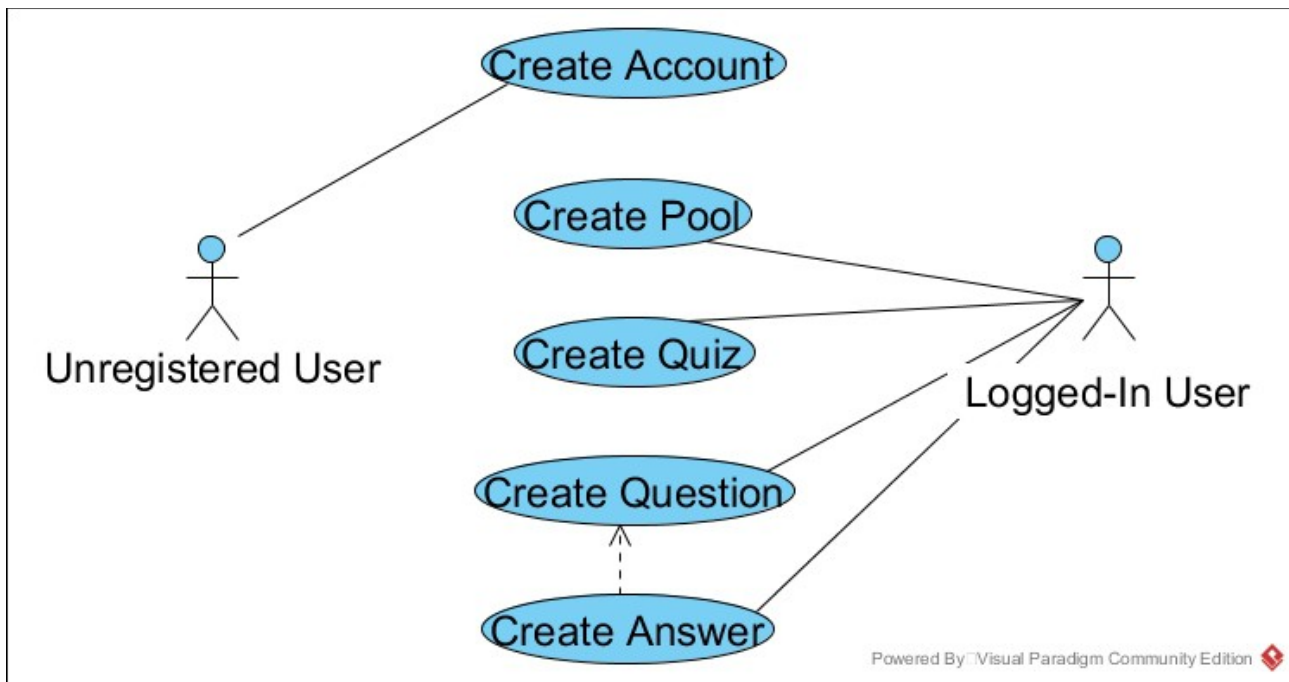 Create Account
Create Pool
Unregistered User
Create Quiz
Logged-In User
Create Question
Create Answer
Powered By Visual Paradigm Community Edition